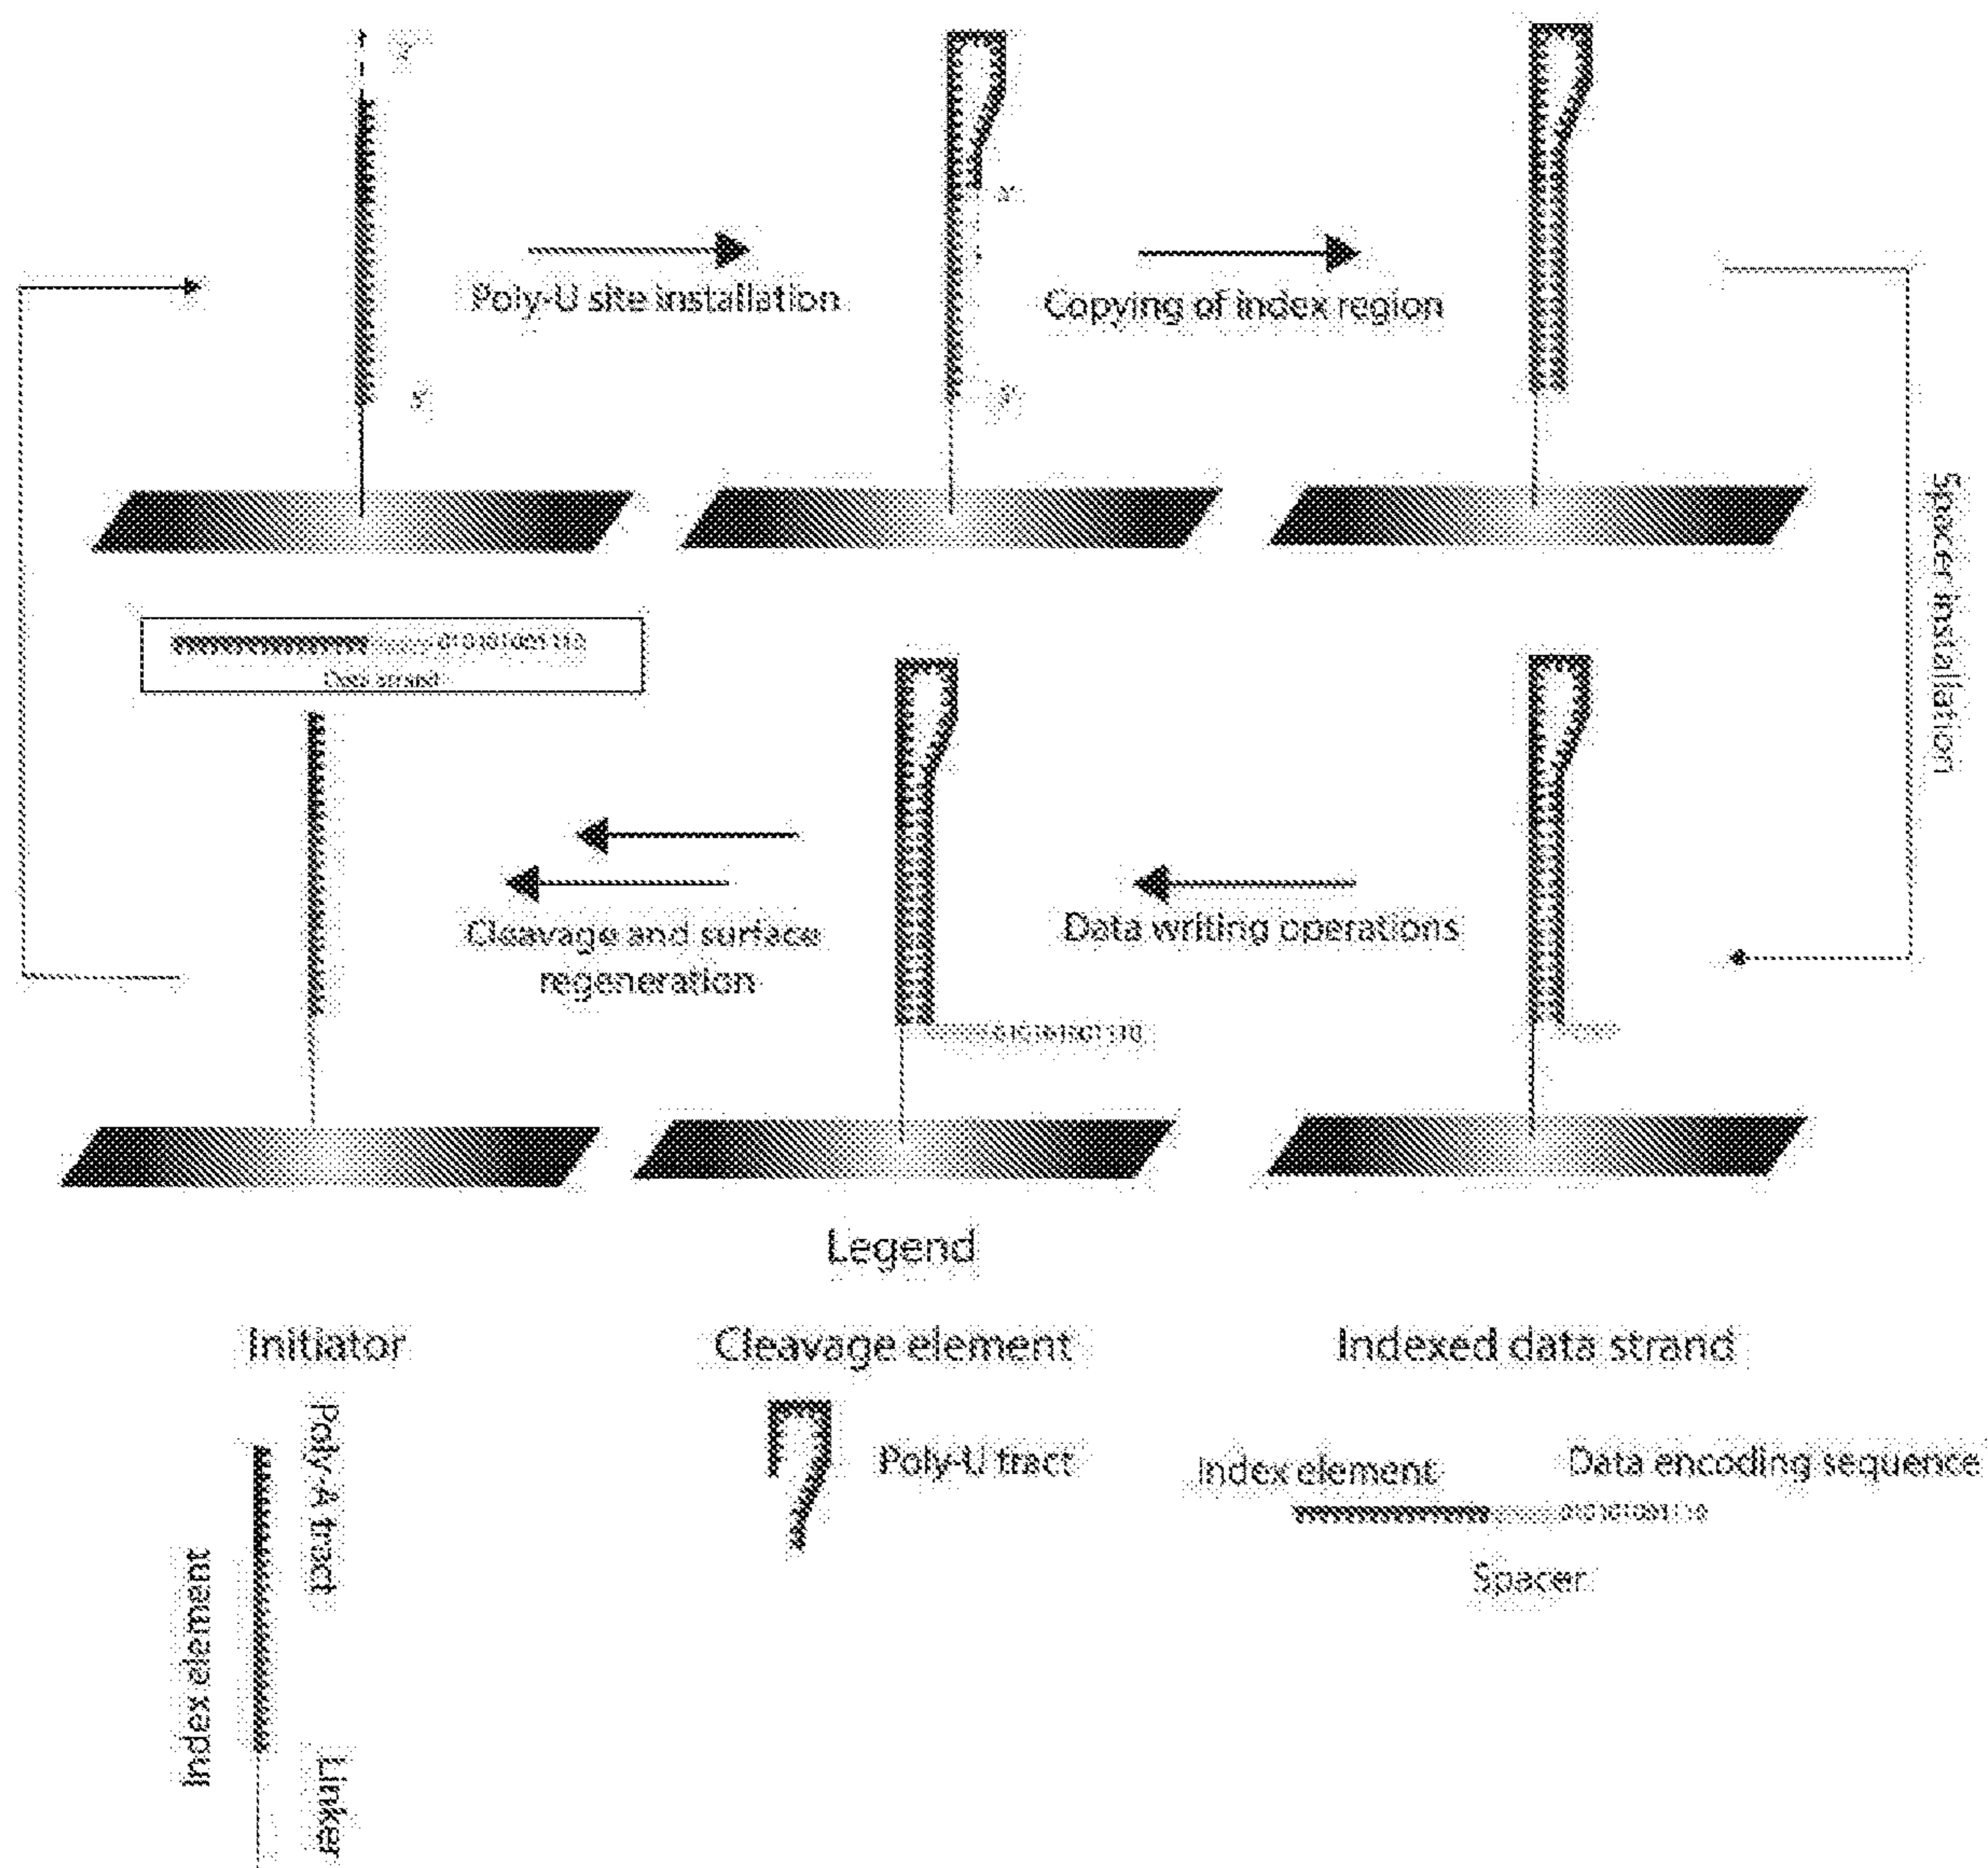 5'
Poly-U site installation
Copying of index region
Spacer installation
Data strand
Cleavage and surface
regeneration
Data writing operations
Legend
Initiator
Cleavage element
Indexed data strand
Poly-A tract
Index element
Linker
Poly-U tract
Index element
Data encoding sequence
Spacer